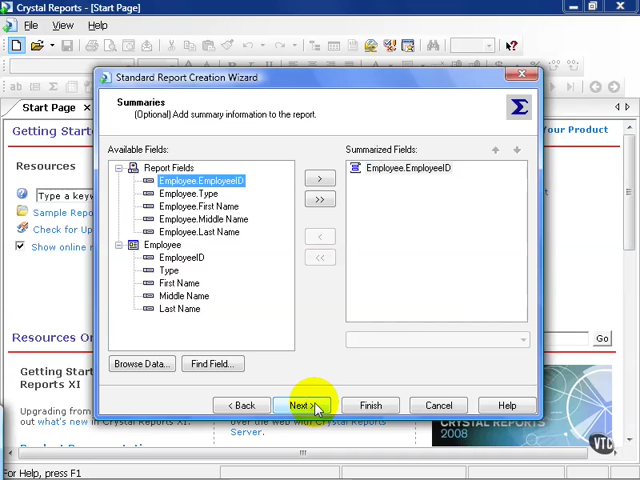 Crystal Reports - [Start Page]
File View Help
Start Page
Getting Starte
Your Product
Standard Report Creation Wizard
Summaries
(Optional) Add summary information to the report.
Available Fields:
Summarized Fields:
Report Fields
Employee.EmployeeID
Employee.Type
Employee.First Name
Employee.Middle Name
Employee.Last Name
Employee
EmployeeID
Type
First Name
Middle Name
Last Name
Employee.EmployeeID
>
>>
<
<<
Browse Data...
Find Field...
< Back
Next >
Finish
Cancel
Help
Resources
Type a keyw
Sample Repo
Check for Up
Show online r
Resources On
Go
Getting Start
Reports XI
Upgrading from
out what's new in Crystal Reports XI.
over the web with Crystal Reports
Server.
CRYSTAL REPORTS
2008
VTC
For Help, press F1